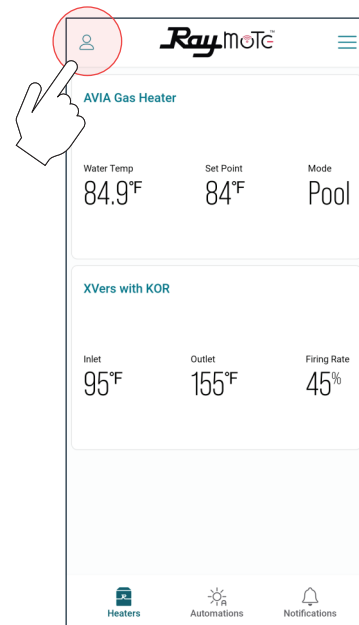 RaymoTe™
AVIA Gas Heater
Water Temp Set Point Mode
84.9°F 84°F Pool
XVers with KOR
Inlet Outlet Firing Rate
95°F 155°F 45%
Heaters Automations Notifications